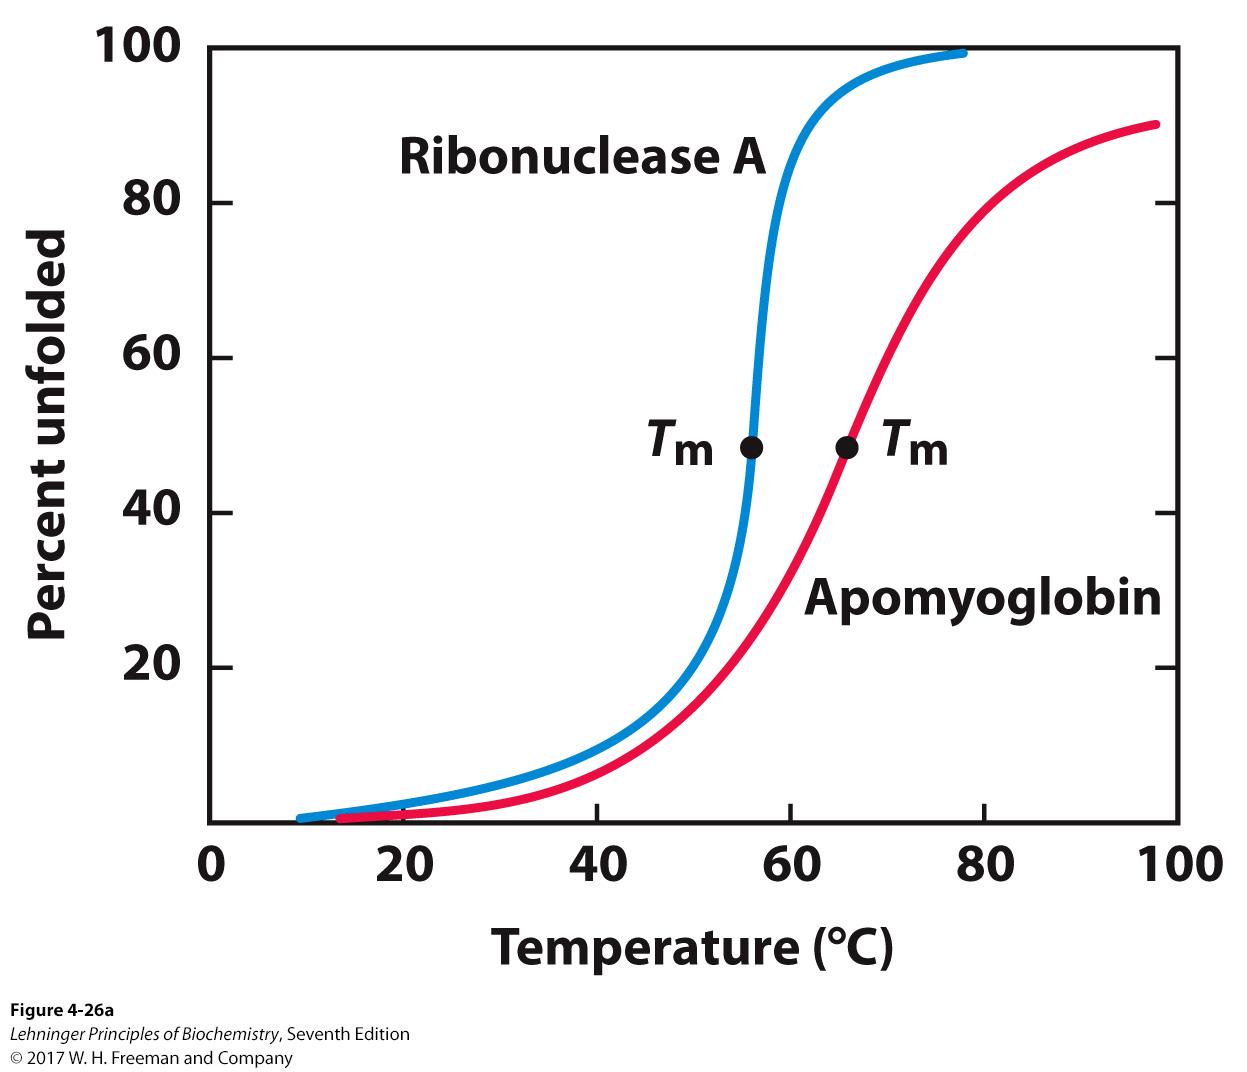 100
Ribonuclease A
80
60
Tm
Tm
40
Apomyoglobin
20
Percent unfolded
0 20 40 60 80 100
Temperature (°C)
Figure 4-26a
Lehninger Principles of Biochemistry, Seventh Edition
© 2017 W. H. Freeman and Company